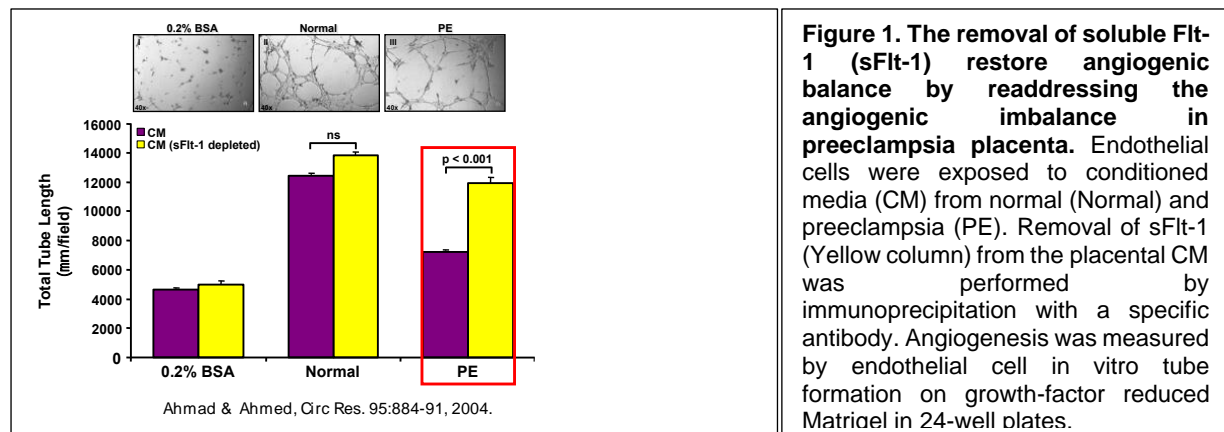 0.2% BSA Normal PE
I II III
40x 40x 40x
16000
14000
12000
10000
8000
6000
4000
2000
0
Total Tube Length
(mm/field)
CM
CM (sFlt-1 depleted)
ns
p < 0.001
0.2% BSA Normal PE
Ahmad & Ahmed, Circ Res. 95:884-91, 2004.
Figure 1. The removal of soluble Flt-
1 (sFlt-1) restore angiogenic
balance by readdressing the
angiogenic imbalance in
preeclampsia placenta. Endothelial
cells were exposed to conditioned
media (CM) from normal (Normal) and
preeclampsia (PE). Removal of sFlt-1
(Yellow column) from the placental CM
was performed by
immunoprecipitation with a specific
antibody. Angiogenesis was measured
by endothelial cell in vitro tube
formation on growth-factor reduced
Matrigel in 24-well plates.